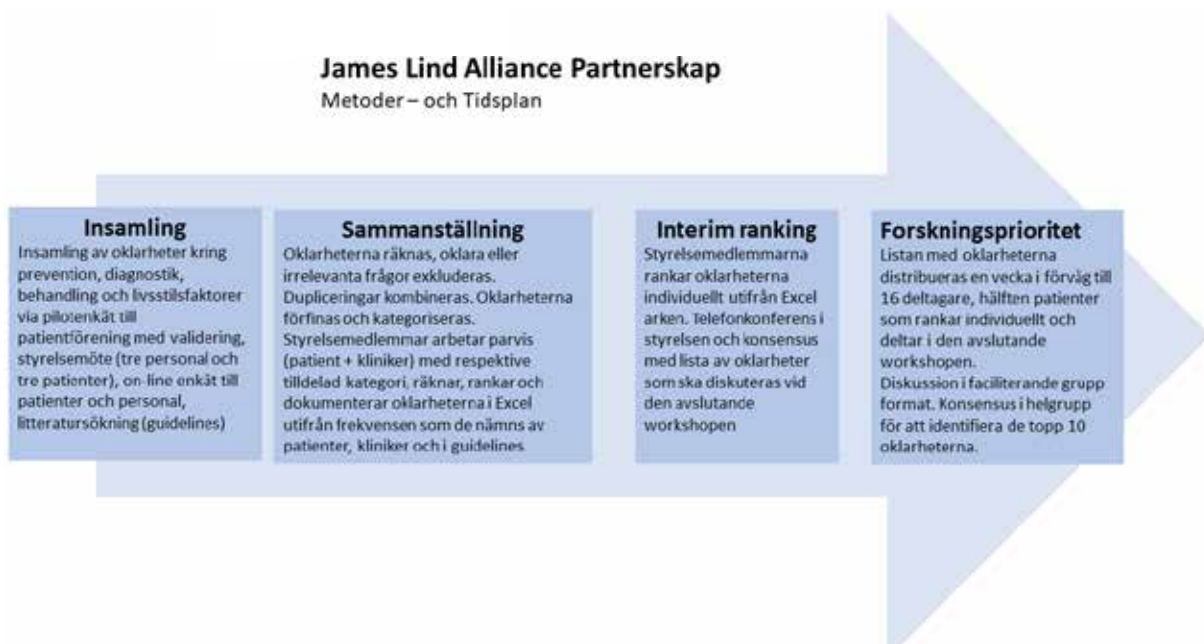 James Lind Alliance Partnerskap
Metoder – och Tidsplan
Insamling
Insamling av oklarheter kring
prevention, diagnostik,
behandling och livsstilsfaktorer
via pilotenkät till
patientförening med validering,
styrelsemöte (tre personal och
tre patienter), on-line enkät till
patienter och personal,
litteratursökning (guidelines)
Sammanställning
Oklarheterna räknas, oklara eller
irrelevanta frågor exkluderas.
Dupliceringar kombineras. Oklarheterna
förfinas och kategoriseras.
Styrelsemedlemmar arbetar parvis
(patient + kliniker) med respektive
tilldelad kategori, räknar, rankar och
dokumenterar oklarheterna i Excel
utifrån frekvensen som de nämns av
patienter, kliniker och i guidelines
Interim ranking
Styrelsemedlemmarna
rankar oklarheterna
individuellt utifrån Excel
arken. Telefonkonferens i
styrelsen och konsensus
med lista av oklarheter
som ska diskuteras vid
den avslutande
workshopen
Forskningsprioritet
Listan med oklarheterna
distribueras en vecka i förväg till
16 deltagare, hälften patienter
som rankar individuellt och
deltar i den avslutande
workshopen.
Diskussion i faciliterande grupp
format. Konsensus i helgrupp
för att identifiera de topp 10
oklarheterna.